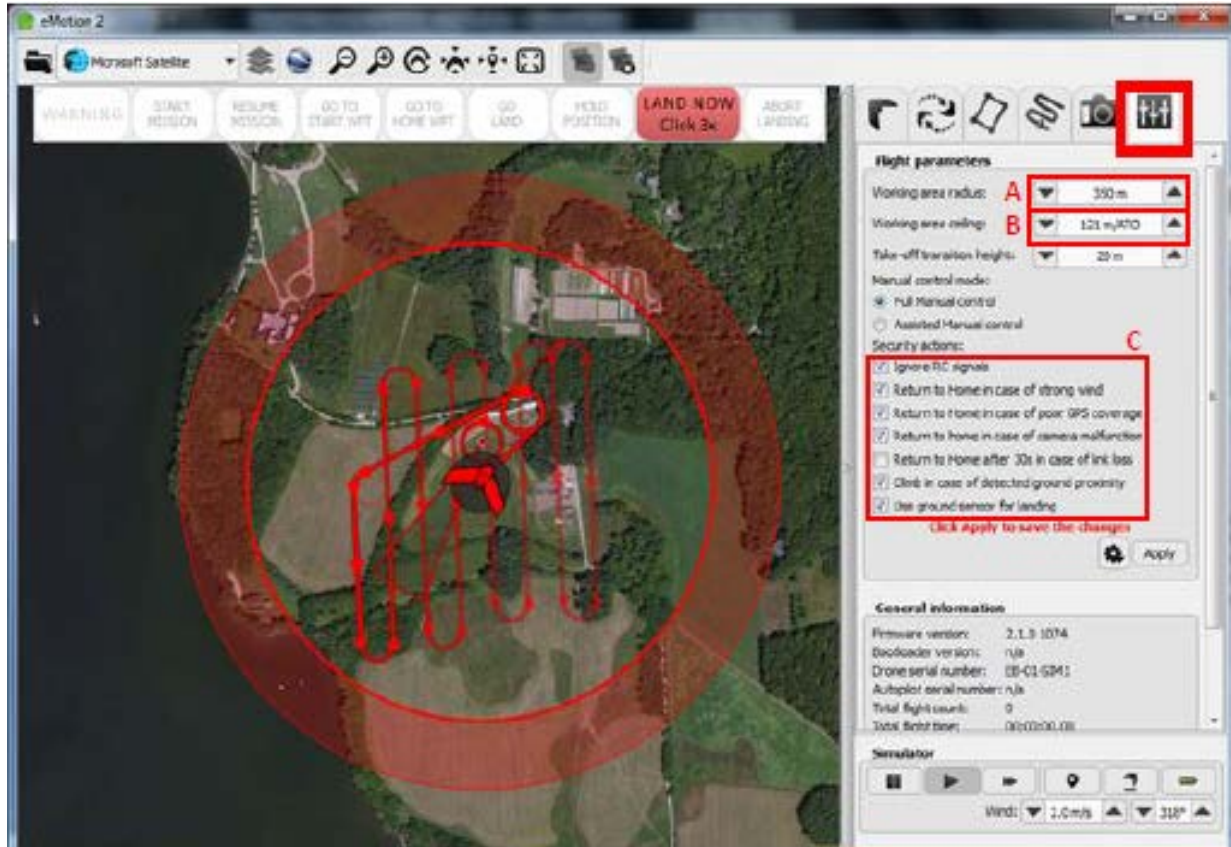 eMotion 2
Microsoft Satellite
WARNING
START MISSION
RESUME MISSION
GO TO START WPT
GO TO HOME WPT
GO LAND
HOLD POSITION
LAND NOW Click 3x
ABORT LANDING
Flight parameters
Working area radius: A 350 m
Working area ceiling: B 121 m/ATO
Take-off transition height: 20 m
Manual control mode:
Full Manual control
Assisted Manual control
Security actions: C
Ignore RC signals
Return to Home in case of strong wind
Return to Home in case of poor GPS coverage
Return to home in case of camera malfunction
Return to Home after 30s in case of link loss
Climb in case of detected ground proximity
Use ground sensor for landing
Click Apply to save the changes
Apply
General information
Firmware version:
Bootloader version: n/a
Drone serial number:
Autopilot serial number: n/a
Total flight count: 0
Total flight time:
Simulator
Wind: m/s